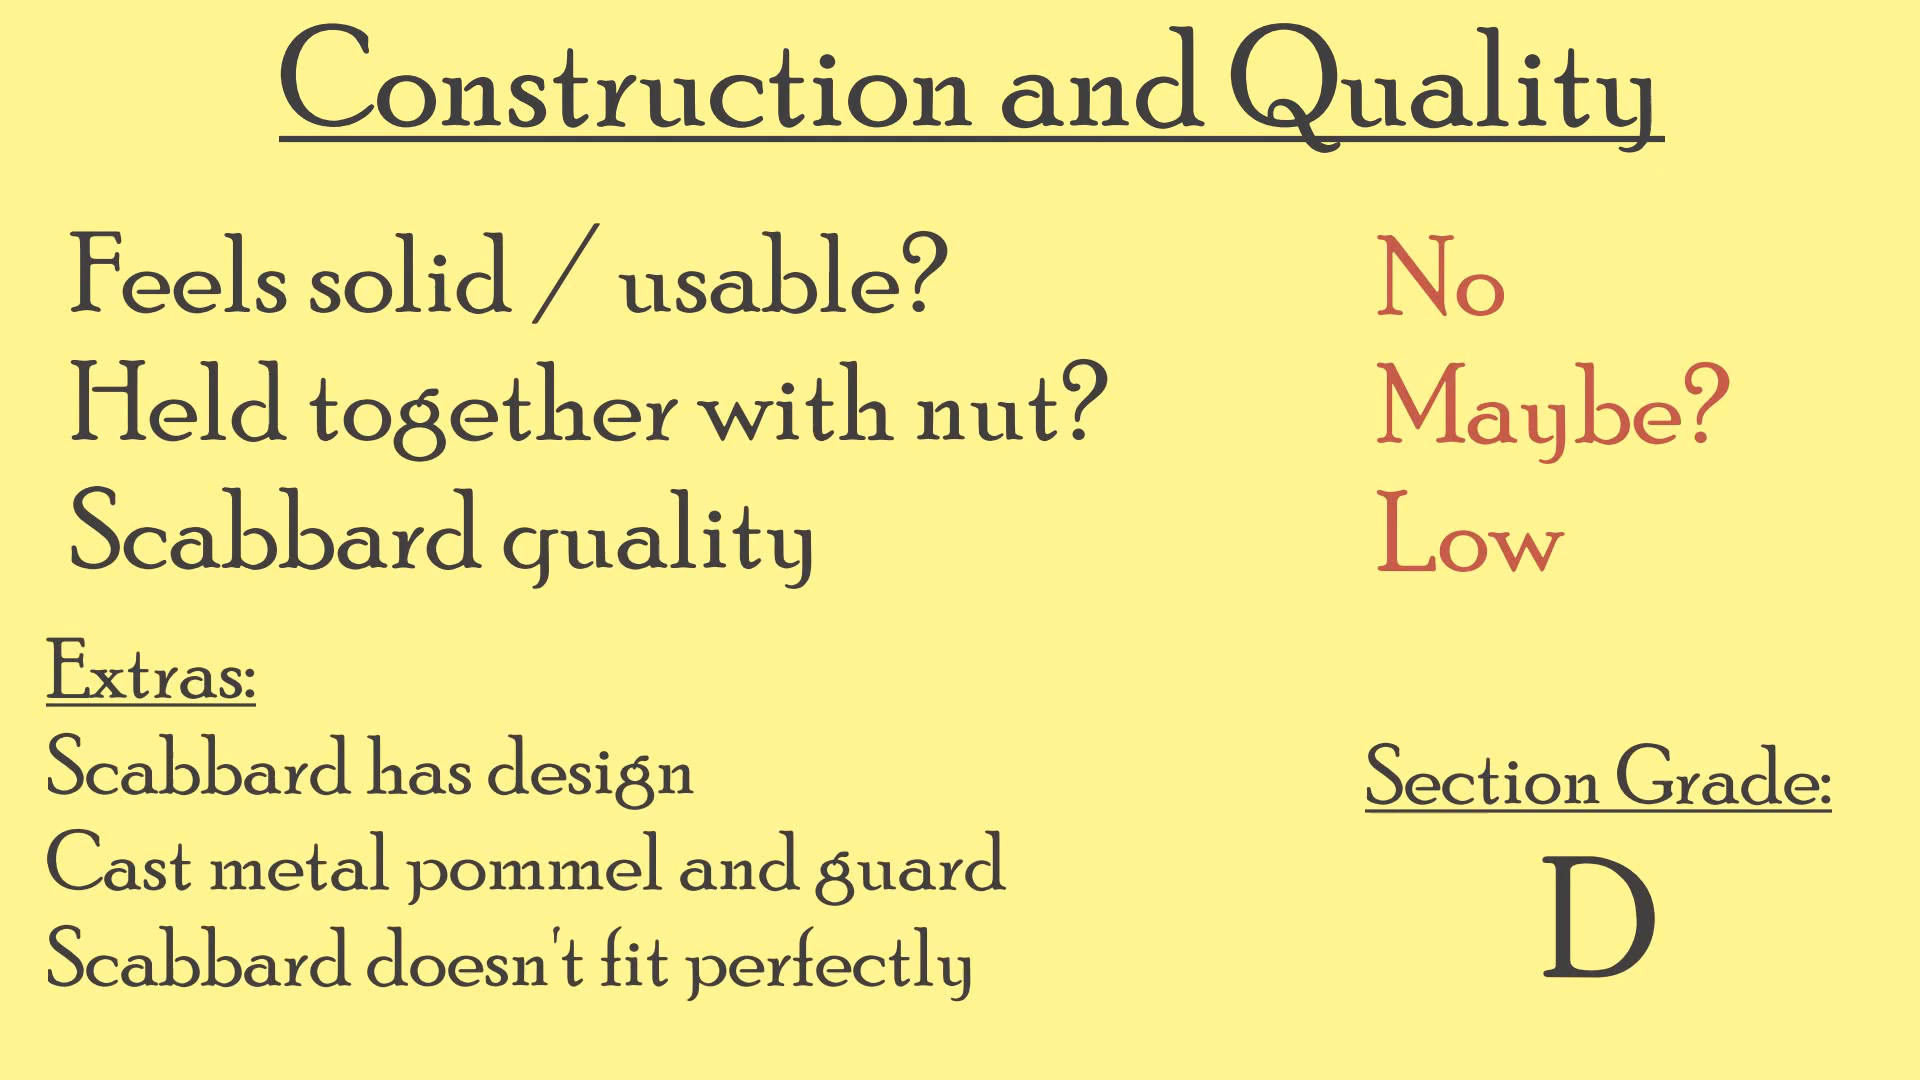 Construction and Quality
Feels solid / usable? No
Held together with nut? Maybe?
Scabbard quality Low
Extras:
Scabbard has design
Cast metal pommel and guard
Scabbard doesn't fit perfectly
Section Grade:
D